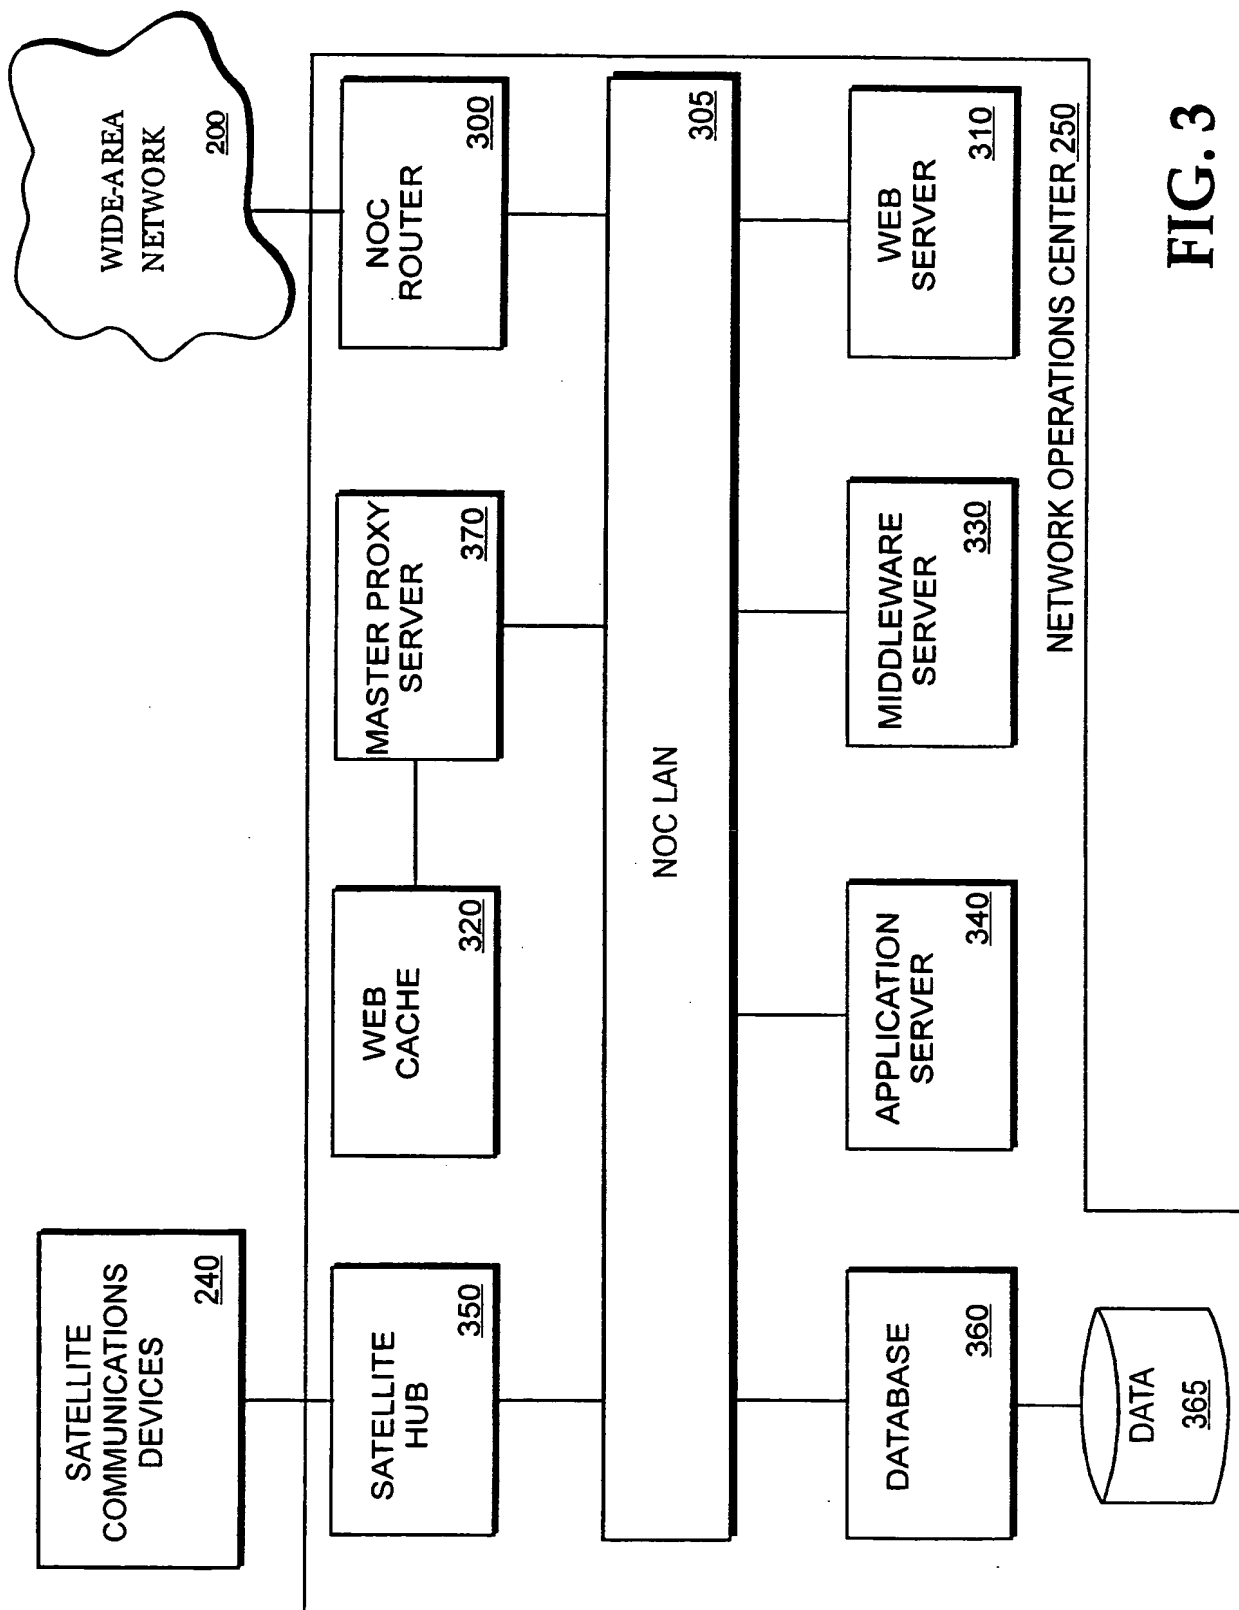 SATELLITE
COMMUNICATIONS
DEVICES
240
WIDE-AREA
NETWORK
200
SATELLITE
HUB
350
WEB
CACHE
320
MASTER PROXY
SERVER
370
NOC
ROUTER
300
NOC LAN
305
DATABASE
360
APPLICATION
SERVER
340
MIDDLEWARE
SERVER
330
WEB
SERVER
310
NETWORK OPERATIONS CENTER 250
DATA
365
FIG. 3